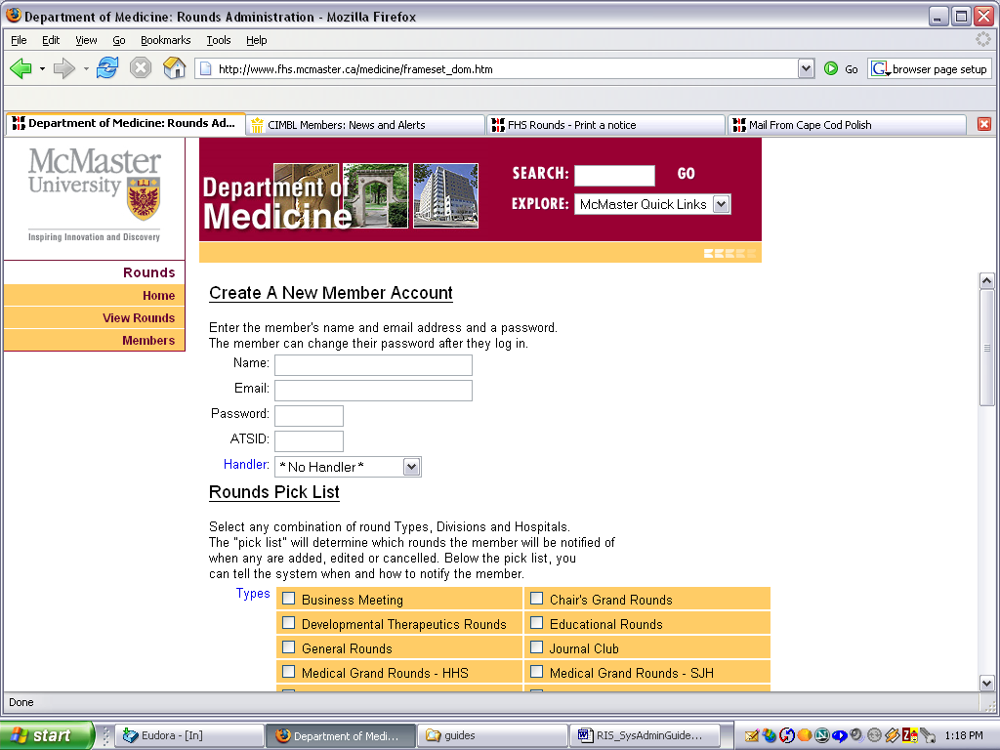 Department of Medicine: Rounds Administration - Mozilla Firefox
File Edit View Go Bookmarks Tools Help
http://www.fhs.mcmaster.ca/medicine/frameset_dom.htm Go G browser page setup
Department of Medicine: Rounds Ad... CIMBL Members: News and Alerts FHS Rounds - Print a notice Mail From Cape Cod Polish
McMaster
University
Inspiring Innovation and Discovery
Department of
Medicine
SEARCH: GO
EXPLORE: McMaster Quick Links
Rounds
Home
View Rounds
Members
Create A New Member Account
Enter the member's name and email address and a password.
The member can change their password after they log in.
Name:
Email:
Password:
ATSID:
Handler: * No Handler *
Rounds Pick List
Select any combination of round Types, Divisions and Hospitals.
The "pick list" will determine which rounds the member will be notified of
when any are added, edited or cancelled. Below the pick list, you
can tell the system when and how to notify the member.
Types Business Meeting Chair's Grand Rounds
Developmental Therapeutics Rounds Educational Rounds
General Rounds Journal Club
Medical Grand Rounds - HHS Medical Grand Rounds - SJH
Done
start Eudora - [In] Department of Medi... guides RIS_SysAdminGuide... 1:18 PM